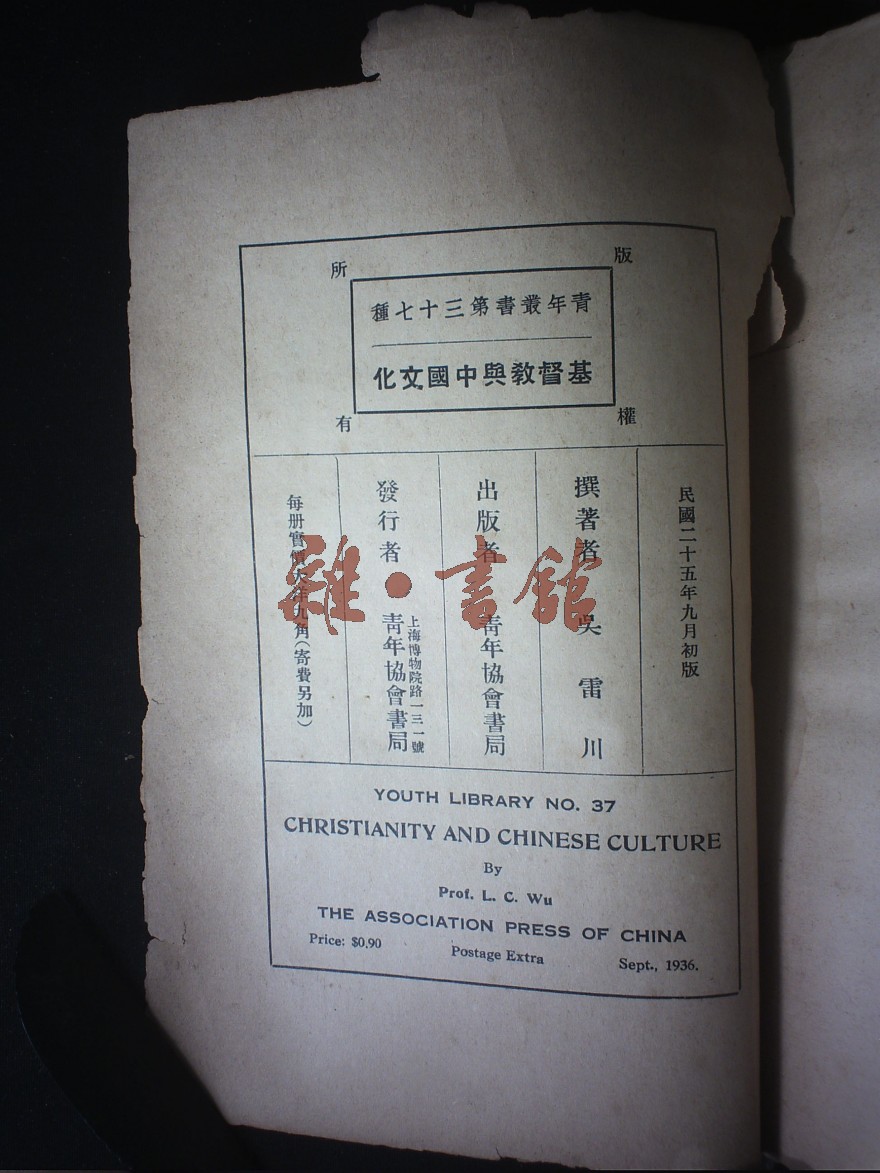 版權所有
青年叢書第三十七種
基督教與中國文化
民國二十五年九月初版
撰著者 吳雷川
出版者 青年協會書局
發行者 上海博物院路一三一號 青年協會書局
每册實價大洋九角（寄費另加）
雜·書館
YOUTH LIBRARY NO. 37
CHRISTIANITY AND CHINESE CULTURE
By
Prof. L. C. Wu
THE ASSOCIATION PRESS OF CHINA
Price: $0.90 Postage Extra Sept., 1936.